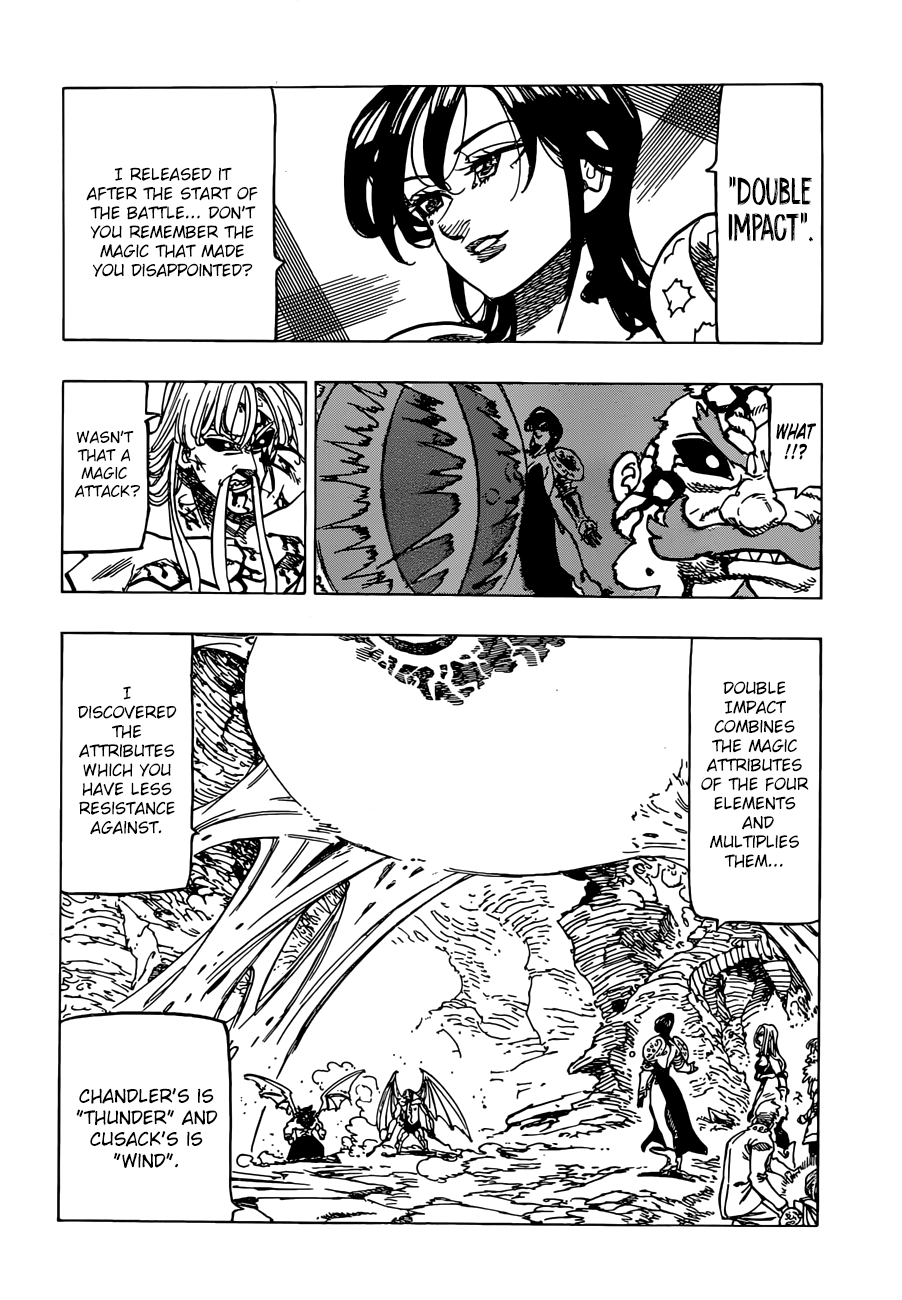 "DOUBLE
IMPACT".
I RELEASED IT
AFTER THE START OF
THE BATTLE... DON'T
YOU REMEMBER THE
MAGIC THAT MADE
YOU DISAPPOINTED?
WHAT
!!?
WASN'T
THAT A
MAGIC
ATTACK?
DOUBLE
IMPACT
COMBINES
THE MAGIC
ATTRIBUTES
OF THE FOUR
ELEMENTS
AND
MULTIPLIES
THEM...
I
DISCOVERED
THE
ATTRIBUTES
WHICH YOU
HAVE LESS
RESISTANCE
AGAINST.
CHANDLER'S IS
"THUNDER" AND
CUSACK'S IS
"WIND".